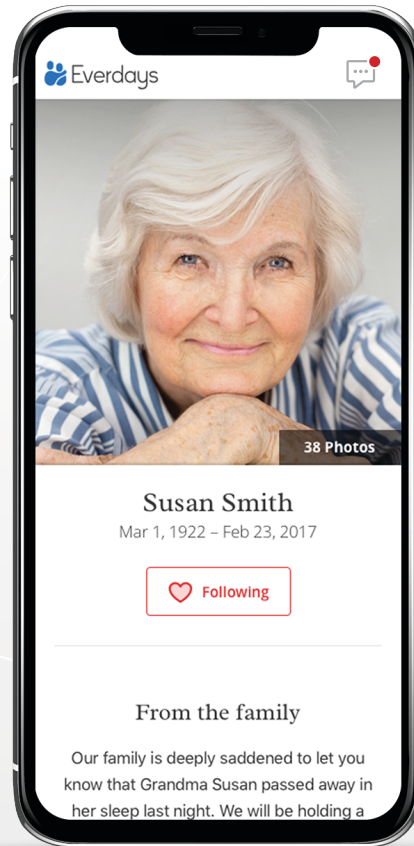 Everdays
38 Photos
Susan Smith
Mar 1, 1922 – Feb 23, 2017
Following
From the family
Our family is deeply saddened to let you
know that Grandma Susan passed away in
her sleep last night. We will be holding a